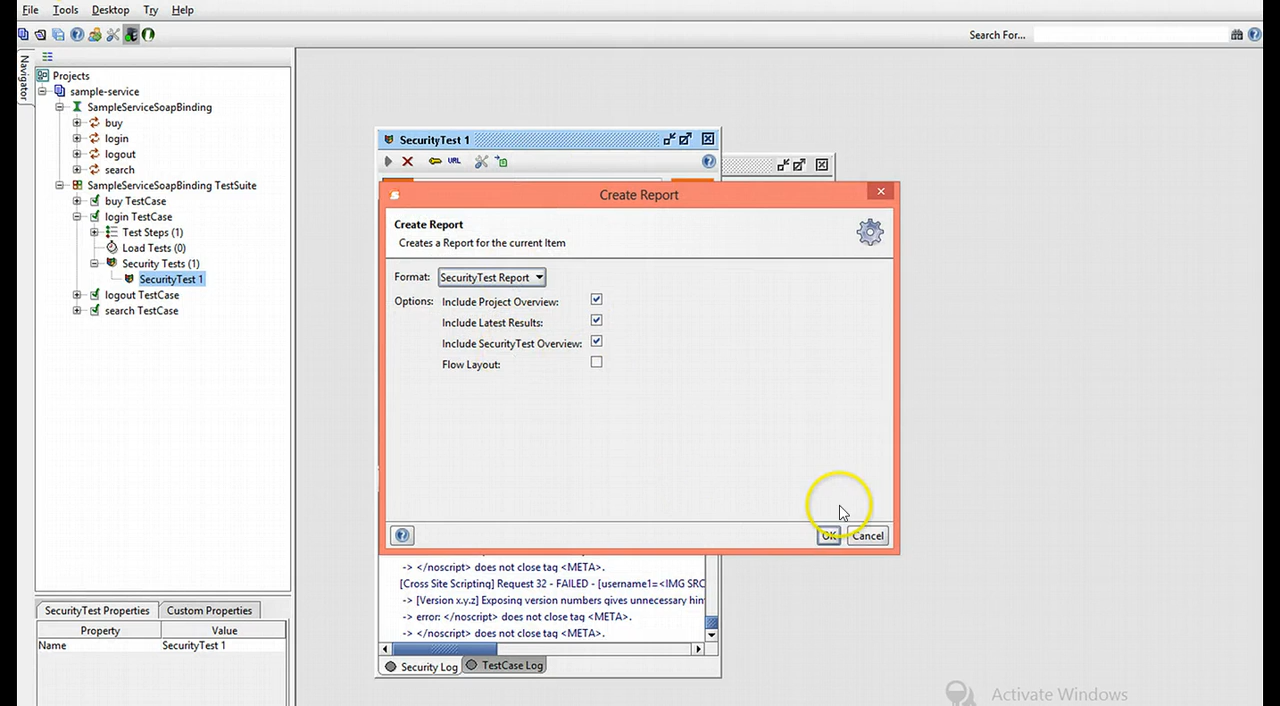 File Tools Desktop Try Help
Search For...
Navigator
Projects
sample-service
SampleServiceSoapBinding
buy
login
logout
search
SampleServiceSoapBinding TestSuite
buy TestCase
login TestCase
Test Steps (1)
Load Tests (0)
Security Tests (1)
SecurityTest 1
logout TestCase
search TestCase
SecurityTest Properties Custom Properties
Property Value
Name SecurityTest 1
SecurityTest 1
URL
Create Report
Create Report
Creates a Report for the current Item
Format: SecurityTest Report
Options: Include Project Overview:
Include Latest Results:
Include SecurityTest Overview:
Flow Layout:
OK Cancel
-> </noscript> does not close tag <META>.
[Cross Site Scripting] Request 32 - FAILED - [username1=<IMG SRC
-> [Version x.y.z] Exposing version numbers gives unnecessary hin
-> error: </noscript> does not close tag <META>.
-> </noscript> does not close tag <META>.
Security Log TestCase Log
Activate Windows